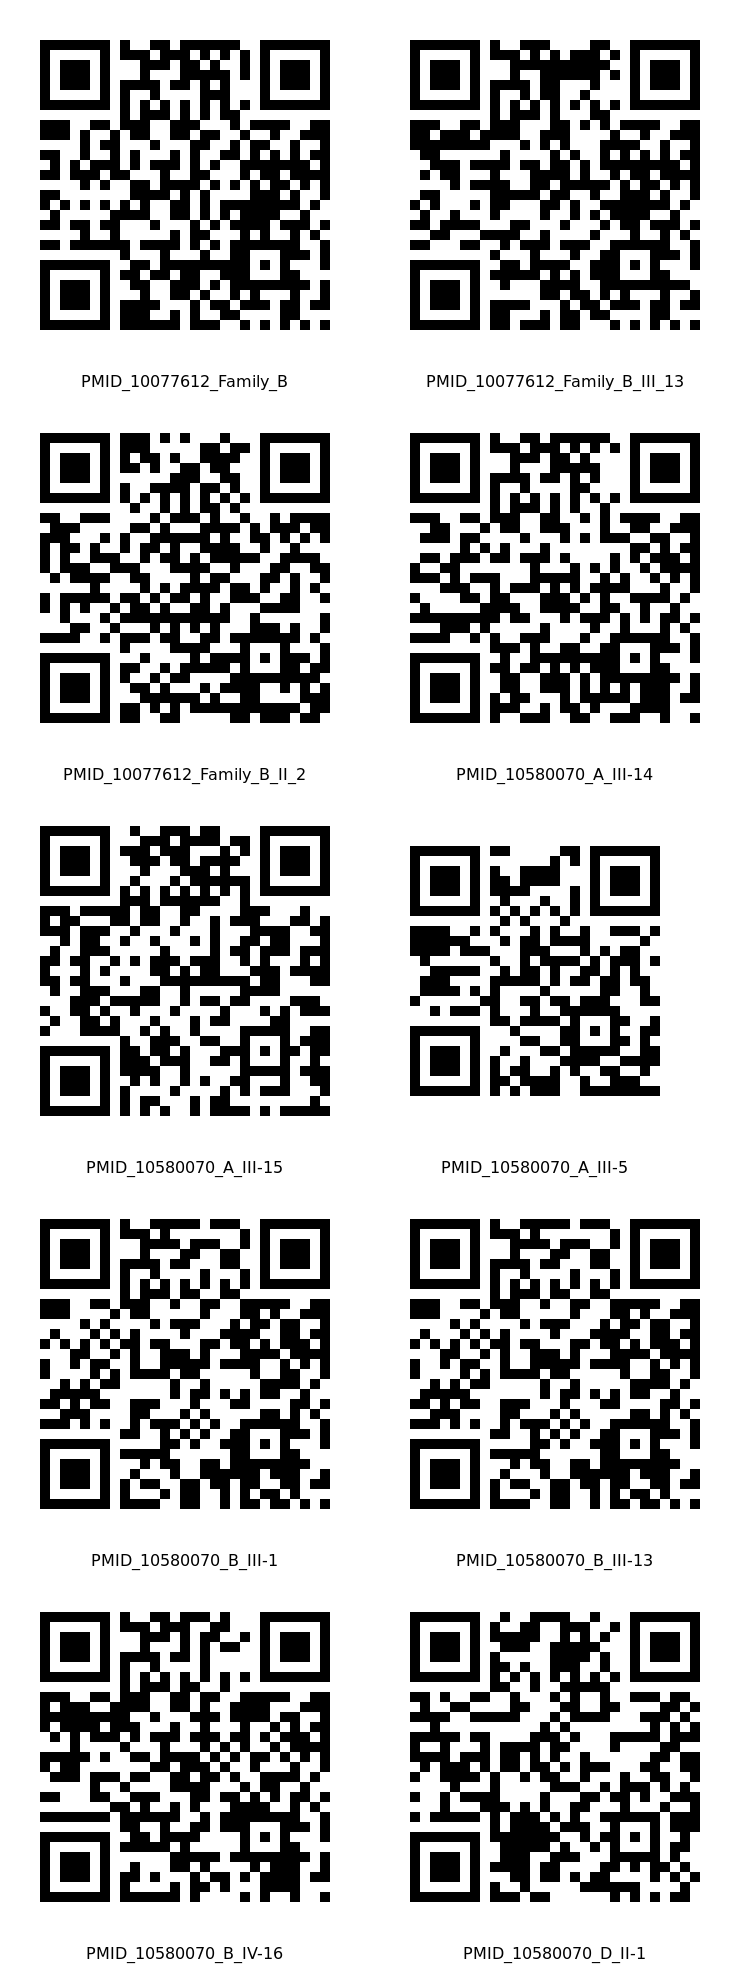 PMID_10077612_Family_B
PMID_10077612_Family_B_III_13
PMID_10077612_Family_B_II_2
PMID_10580070_A_III-14
PMID_10580070_A_III-15
PMID_10580070_A_III-5
PMID_10580070_B_III-1
PMID_10580070_B_III-13
PMID_10580070_B_IV-16
PMID_10580070_D_II-1